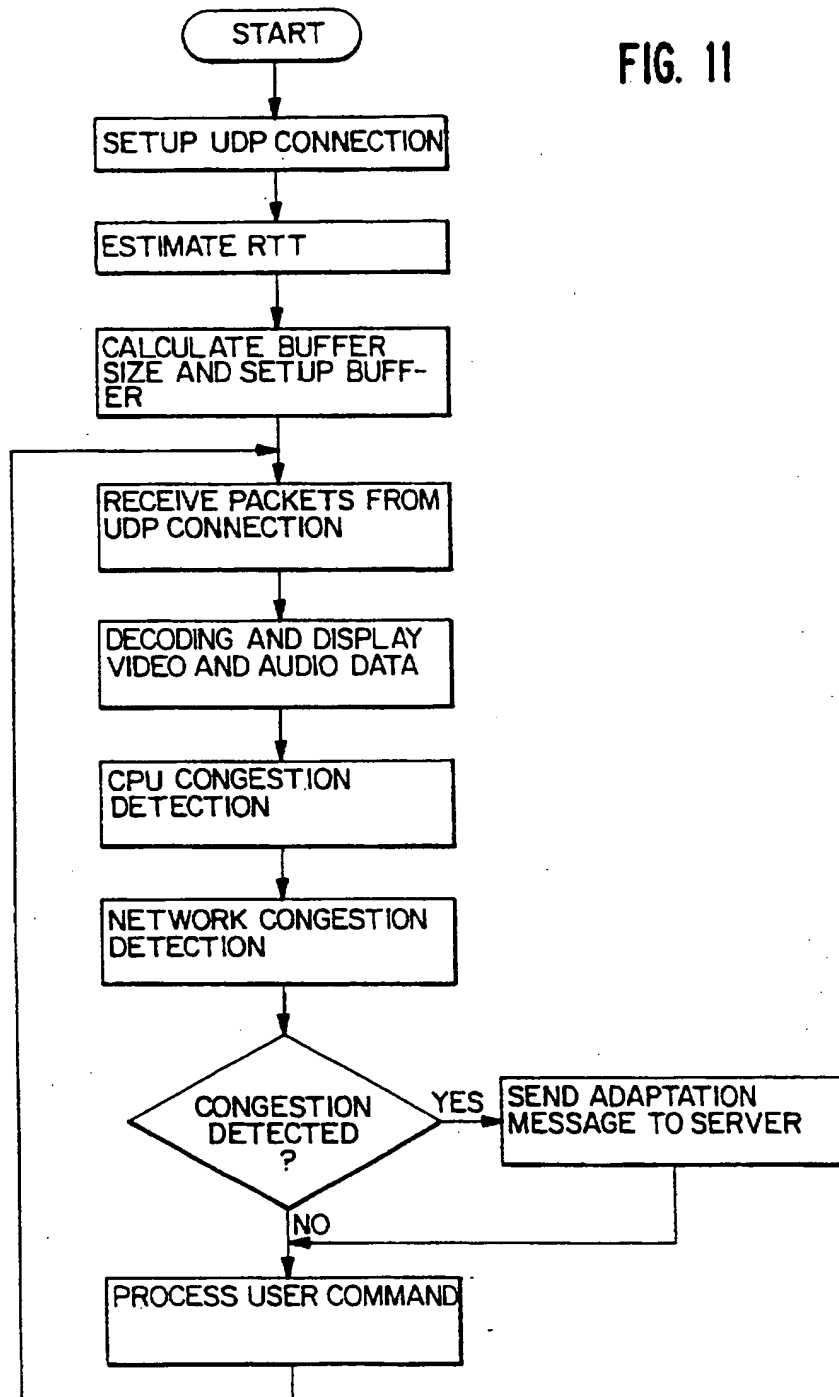 START
FIG. 11
SETUP UDP CONNECTION
ESTIMATE RTT
CALCULATE BUFFER
SIZE AND SETUP BUFF-
ER
RECEIVE PACKETS FROM
UDP CONNECTION
DECODING AND DISPLAY
VIDEO AND AUDIO DATA
CPU CONGESTION
DETECTION
NETWORK CONGESTION
DETECTION
CONGESTION
DETECTED
?
YES
SEND ADAPTATION
MESSAGE TO SERVER
NO
PROCESS USER COMMAND